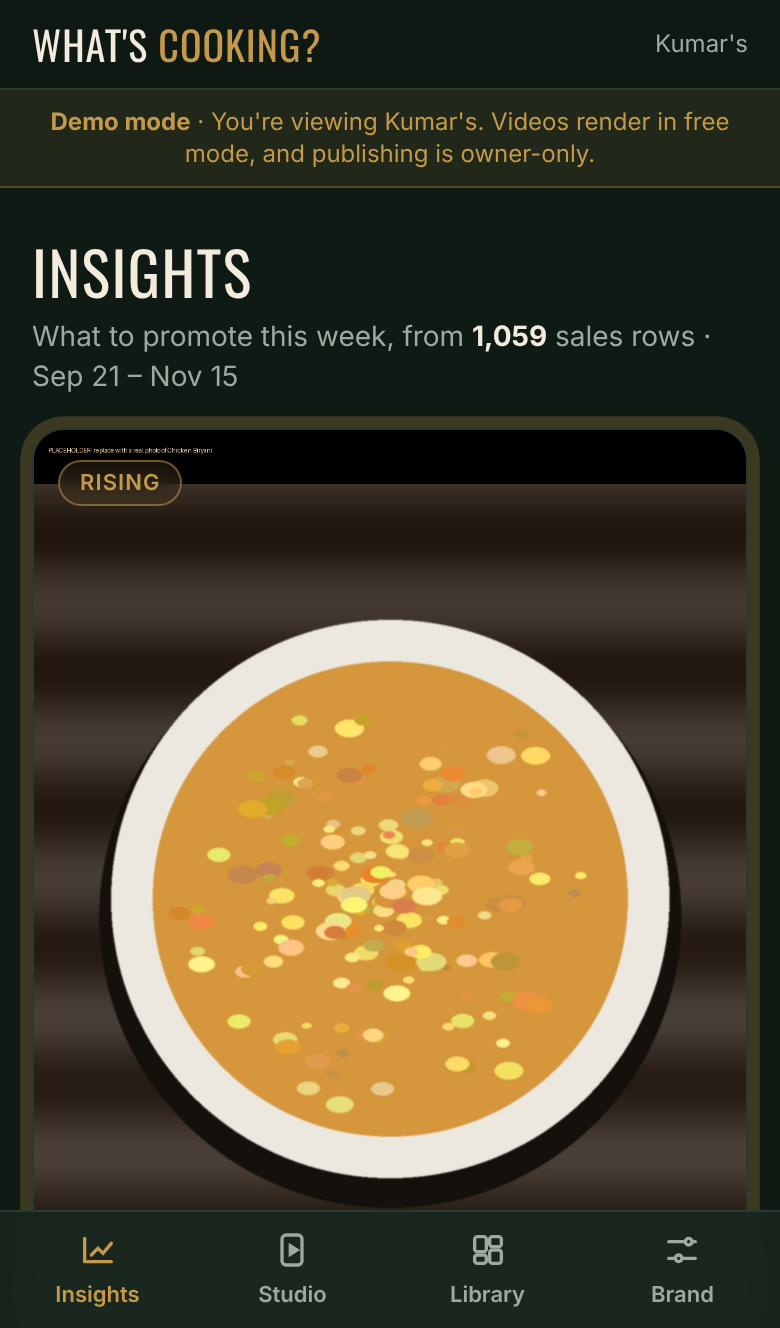 WHAT'S COOKING?
Kumar's
Demo mode · You're viewing Kumar's. Videos render in free
mode, and publishing is owner-only.
INSIGHTS
What to promote this week, from 1,059 sales rows ·
Sep 21 – Nov 15
PLACEHOLDER: replace with a real photo of Chicken Biryani
RISING
Insights
Studio
Library
Brand